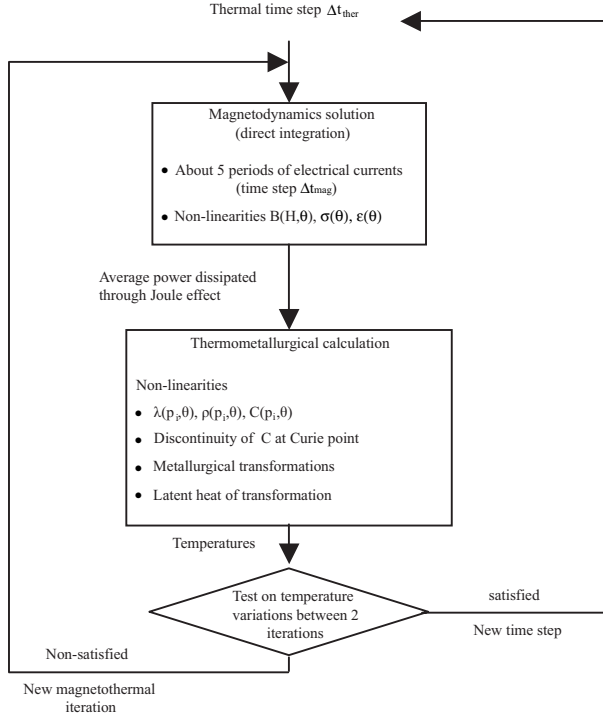 Thermal time step Δt_ther
Magnetodynamics solution
(direct integration)
• About 5 periods of electrical currents
(time step Δt_mag)
• Non-linearities B(H,θ), σ(θ), ε(θ)
Average power dissipated
through Joule effect
Thermometallurgical calculation
Non-linearities
• λ(p_i,θ), ρ(p_i,θ), C(p_i,θ)
• Discontinuity of C at Curie point
• Metallurgical transformations
• Latent heat of transformation
Temperatures
Test on temperature
variations between 2
iterations
satisfied
New time step
Non-satisfied
New magnetothermal
iteration